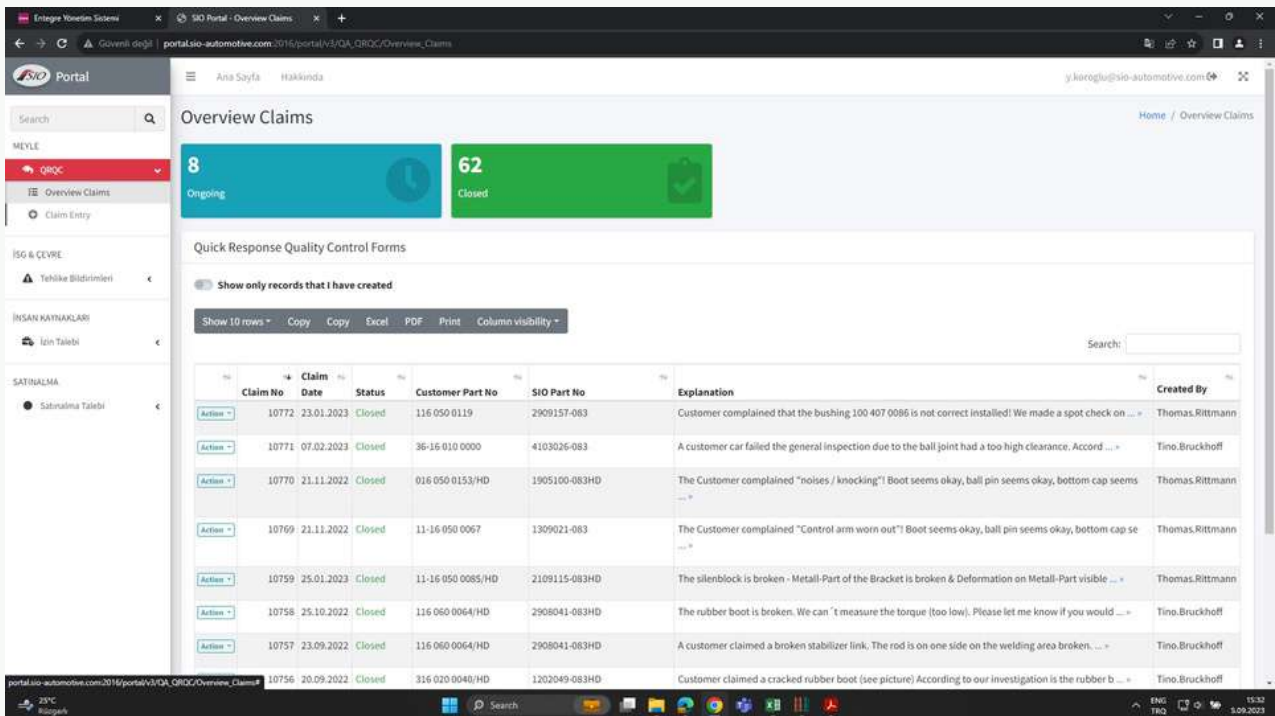 Entegre Yönetim Sistemi
SIO Portal - Overview Claims
Güvenli değil
portal.sio-automotive.com:2016/portal/v3/QA_QRQC/Overview_Claims
SIO Portal
Ana Sayfa Hakkında
y.koroglu@sio-automotive.com
Search
Overview Claims
Home / Overview Claims
MEYLE
QRQC
Overview Claims
Claim Entry
8
Ongoing
62
Closed
İSG & ÇEVRE
Tehlike Bildirimleri
İNSAN KAYNAKLARI
İzin Talebi
SATINALMA
Satınalma Talebi
Quick Response Quality Control Forms
Show only records that I have created
Show 10 rows Copy Copy Excel PDF Print Column visibility
Search:
Claim No Claim Date Status Customer Part No SIO Part No Explanation Created By
Action 10772 23.01.2023 Closed 116 050 0119 2909157-083 Customer complained that the bushing 100 407 0086 is not correct installed! We made a spot check on ... » Thomas.Rittmann
Action 10771 07.02.2023 Closed 36-16 010 0000 4103026-083 A customer car failed the general inspection due to the ball joint had a too high clearance. Accord ... » Tino.Bruckhoff
Action 10770 21.11.2022 Closed 016 050 0153/HD 1905100-083HD The Customer complained "noises / knocking"! Boot seems okay, ball pin seems okay, bottom cap seems Thomas.Rittmann
... »
Action 10769 21.11.2022 Closed 11-16 050 0067 1309021-083 The Customer complained "Control arm worn out"! Boot seems okay, ball pin seems okay, bottom cap se Thomas.Rittmann
... »
Action 10759 25.01.2023 Closed 11-16 050 0085/HD 2109115-083HD The silenblock is broken - Metall-Part of the Bracket is broken & Deformation on Metall-Part visible ... » Thomas.Rittmann
Action 10758 25.10.2022 Closed 116 060 0064/HD 2908041-083HD The rubber boot is broken. We can´t measure the torque (too low). Please let me know if you would ... » Tino.Bruckhoff
Action 10757 23.09.2022 Closed 116 060 0064/HD 2908041-083HD A customer claimed a broken stabilizer link. The rod is on one side on the welding area broken. ... » Tino.Bruckhoff
Action 10756 20.09.2022 Closed 316 020 0040/HD 1202049-083HD Customer claimed a cracked rubber boot (see picture) According to our investigation is the rubber b ... » Tino.Bruckhoff
portal.sio-automotive.com:2016/portal/v3/QA_QRQC/Overview_Claims#
25°C
Rüzgarlı
Search
ENG
TRQ
15:32
5.09.2023